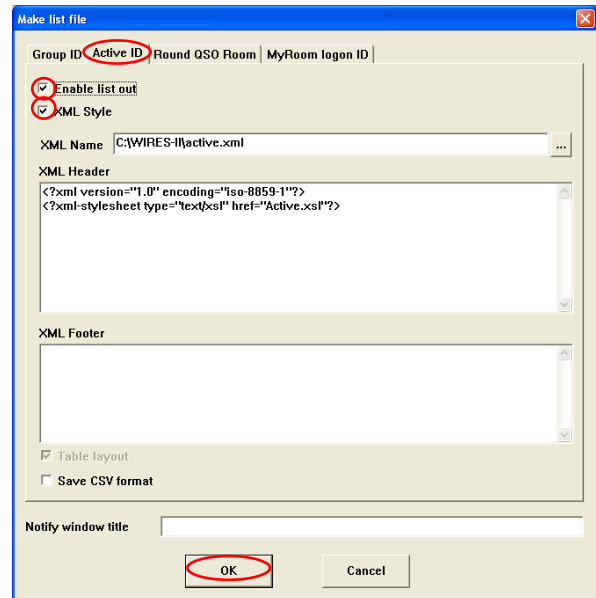 Make list file
Group ID Active ID Round QSO Room MyRoom logon ID
Enable list out
XML Style
XML Name C:\WIRES-II\active.xml ...
XML Header
<?xml version="1.0" encoding="iso-8859-1"?>
<?xml-stylesheet type="text/xsl" href="Active.xsl"?>
XML Footer
Table layout
Save CSV format
Notify window title
OK Cancel